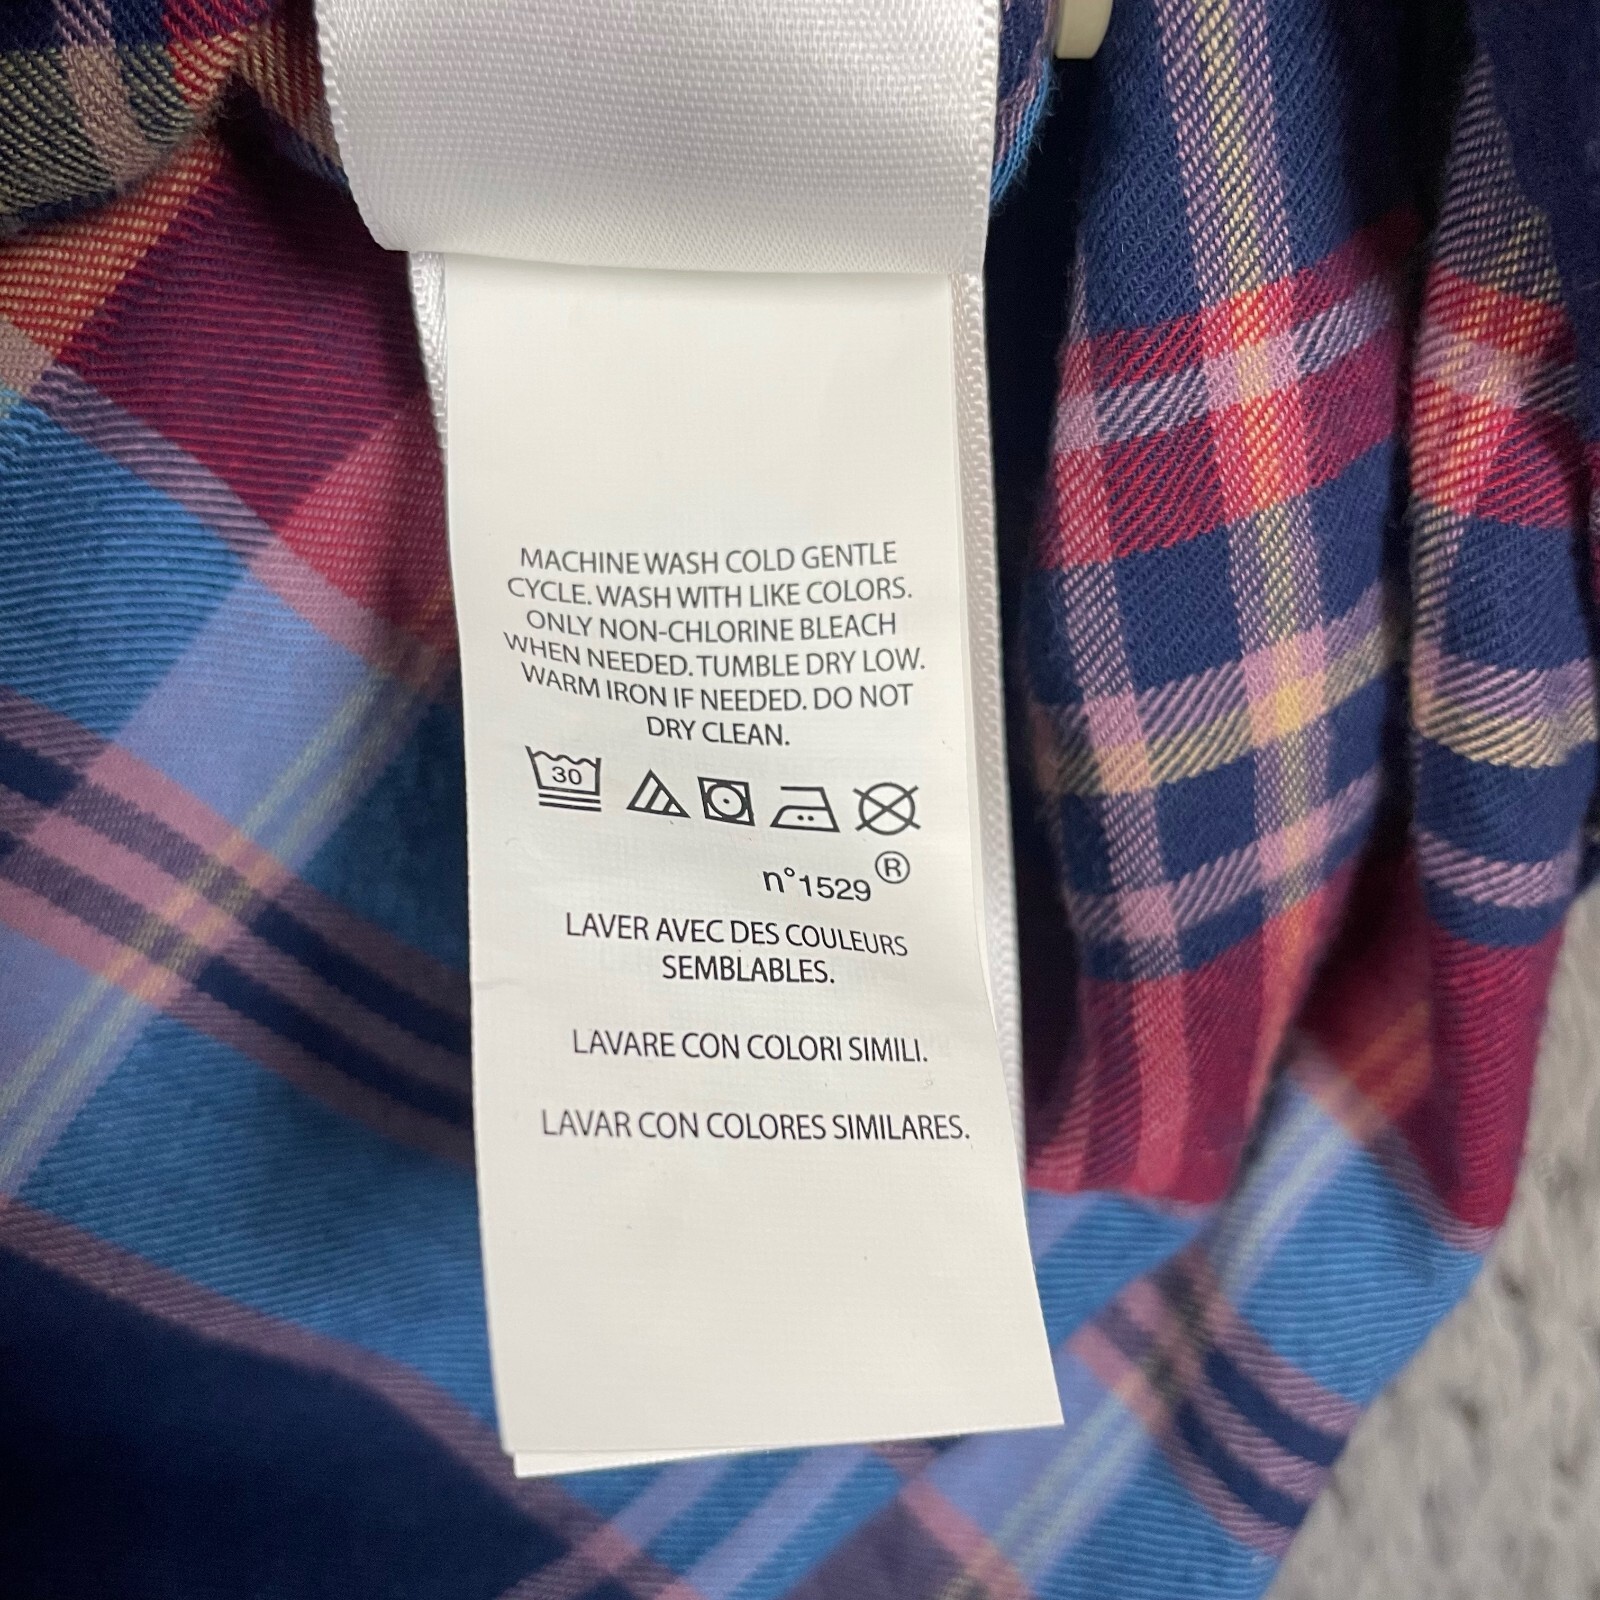 MACHINE WASH COLD GENTLE
CYCLE. WASH WITH LIKE COLORS.
ONLY NON-CHLORINE BLEACH
WHEN NEEDED. TUMBLE DRY LOW.
WARM IRON IF NEEDED. DO NOT
DRY CLEAN.
30
n°1529®
LAVER AVEC DES COULEURS
SEMBLABLES.
LAVARE CON COLORI SIMILI.
LAVAR CON COLORES SIMILARES.